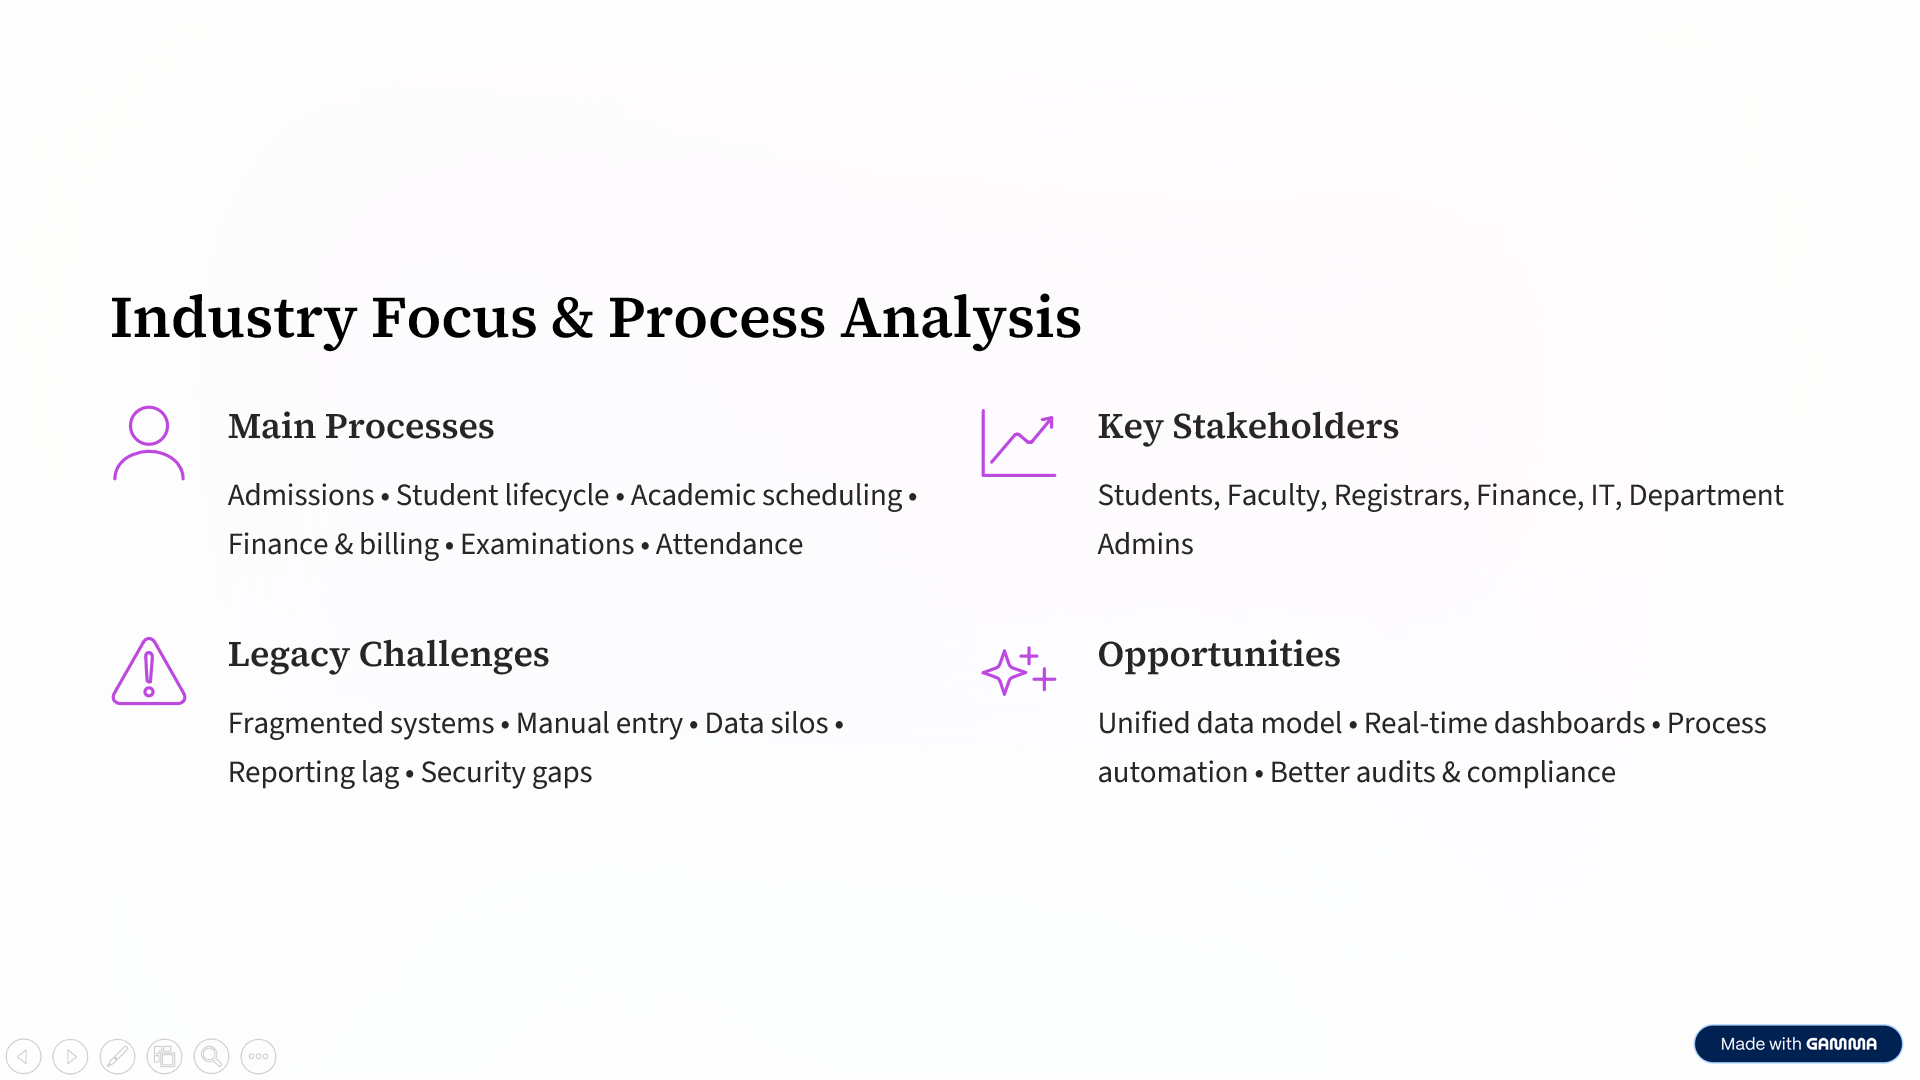 Industry Focus & Process Analysis
Main Processes
Admissions • Student lifecycle • Academic scheduling •
Finance & billing • Examinations • Attendance
Key Stakeholders
Students, Faculty, Registrars, Finance, IT, Department
Admins
Legacy Challenges
Fragmented systems • Manual entry • Data silos •
Reporting lag • Security gaps
Opportunities
Unified data model • Real-time dashboards • Process
automation • Better audits & compliance
Made with GAMMA